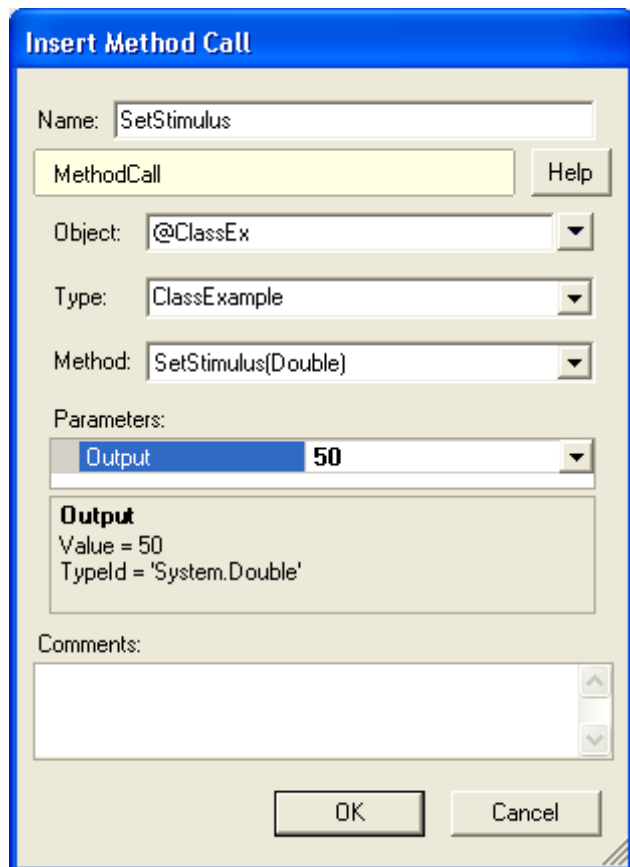 Insert Method Call
Name: SetStimulus
MethodCall Help
Object: @ClassEx
Type: ClassExample
Method: SetStimulus(Double)
Parameters:
Output 50
Output
Value = 50
TypeId = 'System.Double'
Comments:
OK Cancel